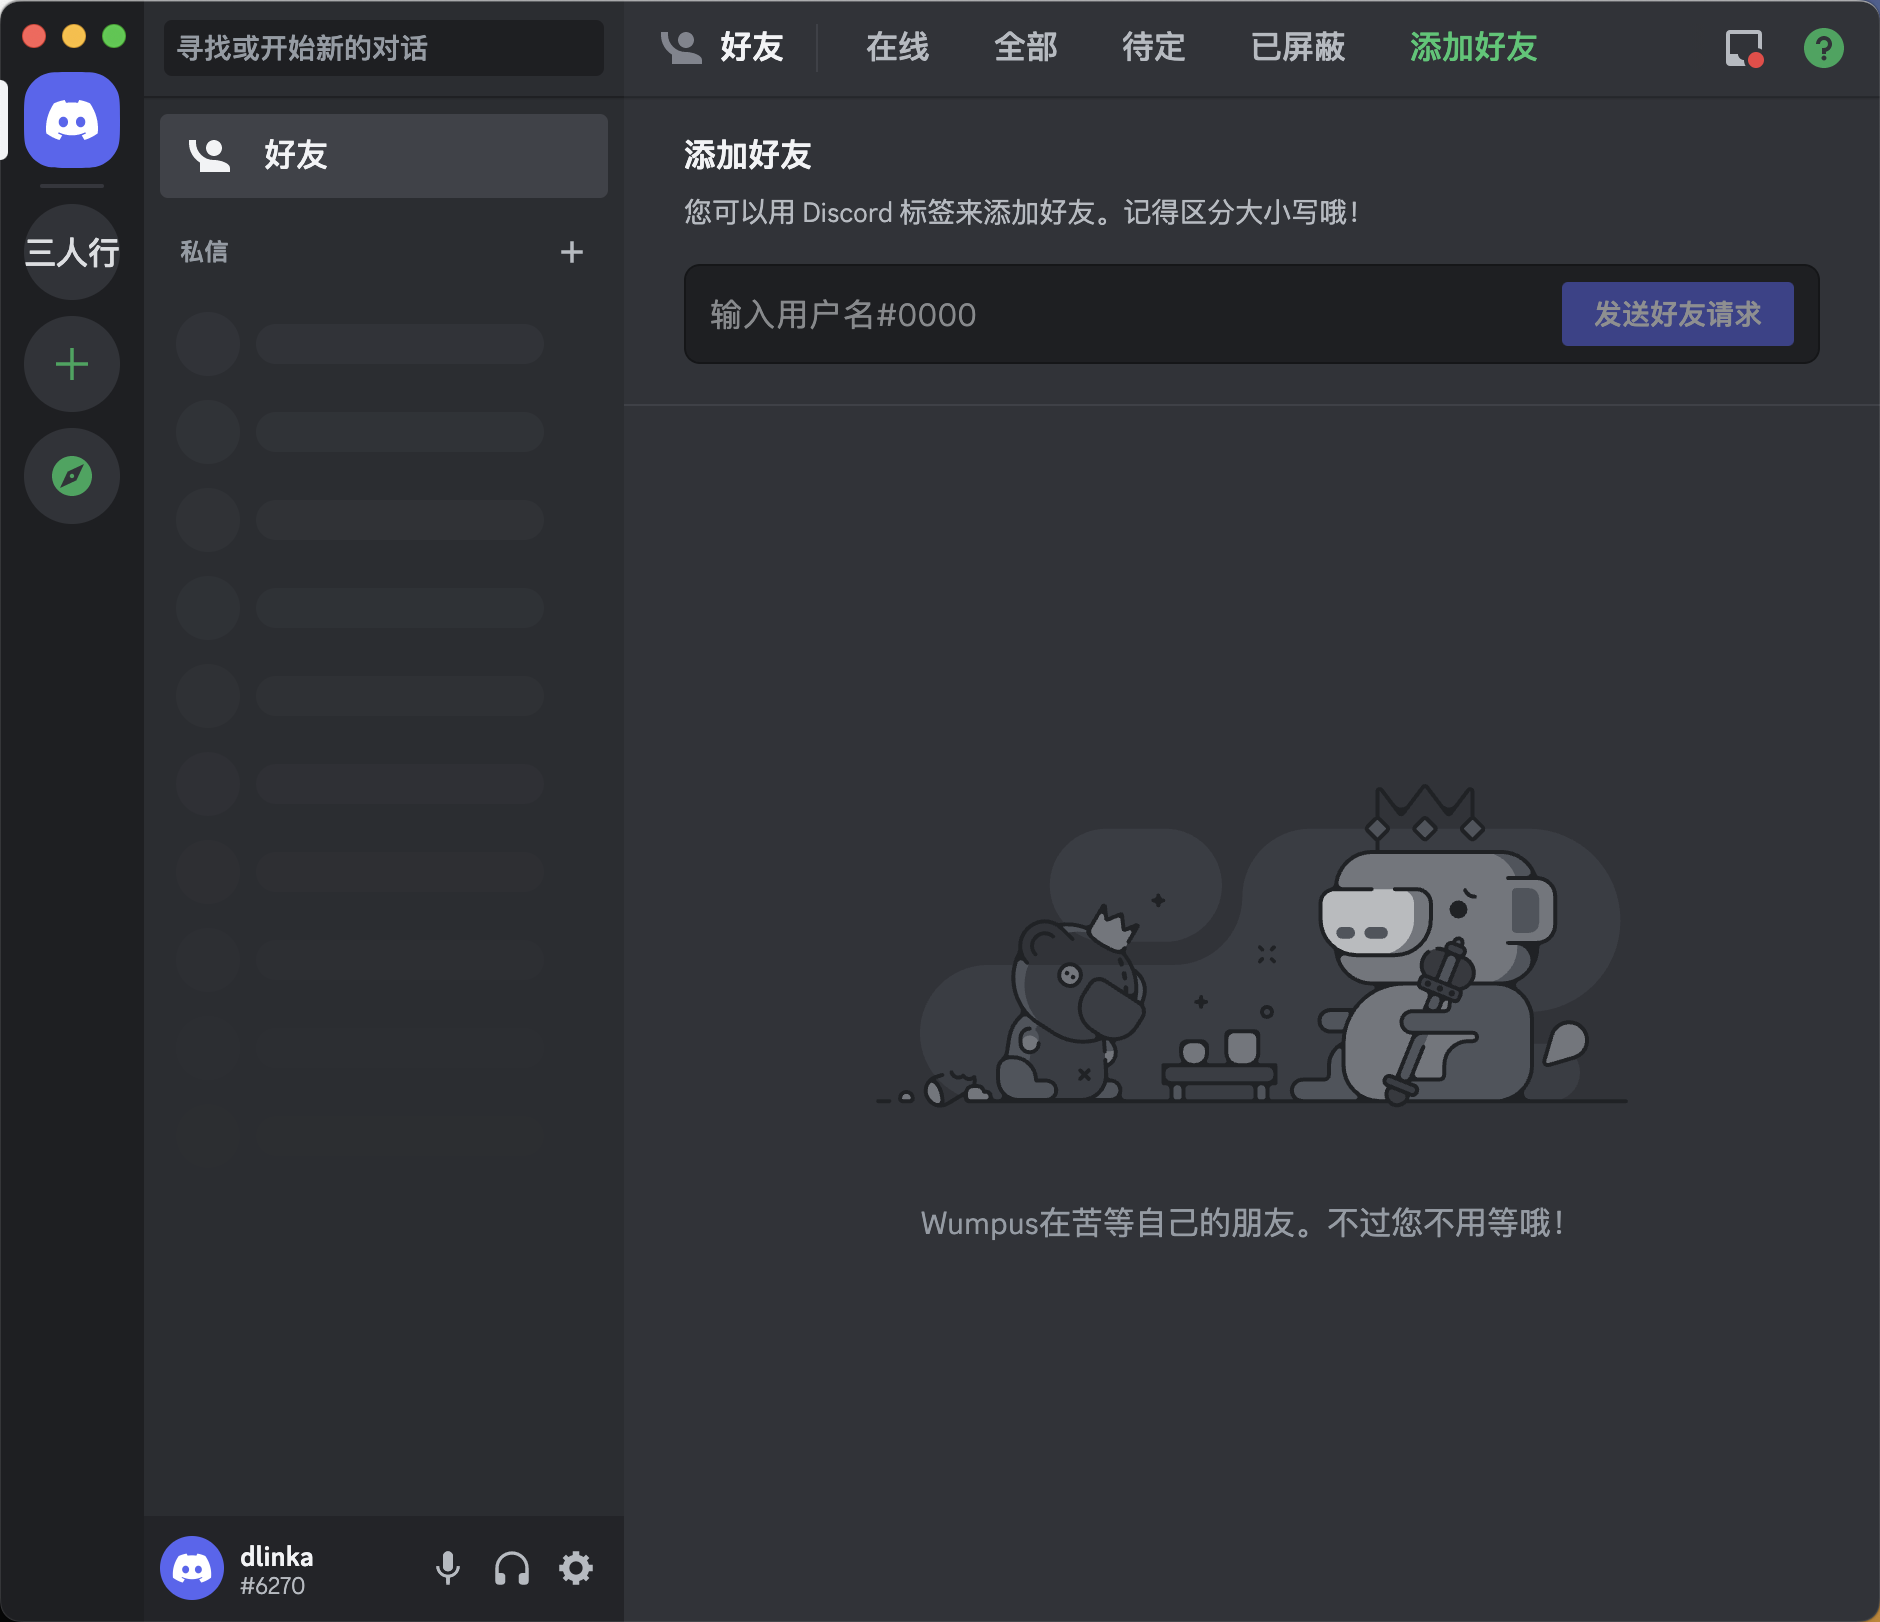 寻找或开始新的对话
好友
在线
全部
待定
已屏蔽
添加好友
三人行
好友
私信
添加好友
您可以用 Discord 标签来添加好友。记得区分大小写哦！
输入用户名#0000
发送好友请求
Wumpus在苦等自己的朋友。不过您不用等哦！
dlinka
#6270